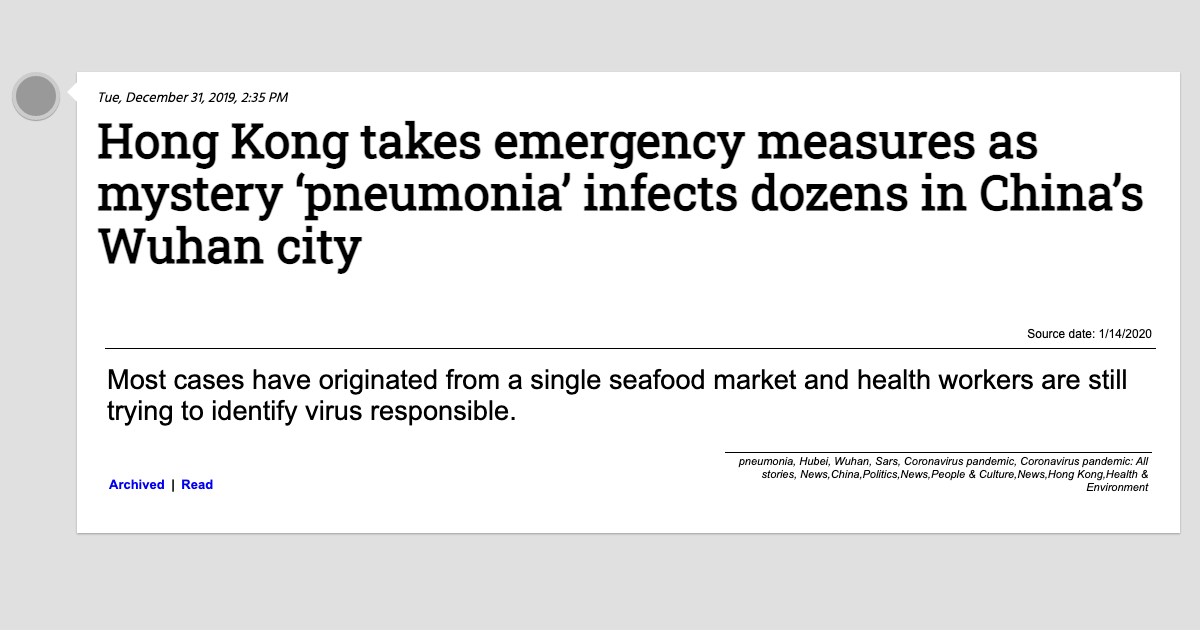 Tue, December 31, 2019, 2:35 PM
Hong Kong takes emergency measures as
mystery ‘pneumonia’ infects dozens in China’s
Wuhan city
Source date: 1/14/2020
Most cases have originated from a single seafood market and health workers are still
trying to identify virus responsible.
pneumonia, Hubei, Wuhan, Sars, Coronavirus pandemic, Coronavirus pandemic: All
stories, News,China,Politics,News,People & Culture,News,Hong Kong,Health &
Environment
Archived | Read